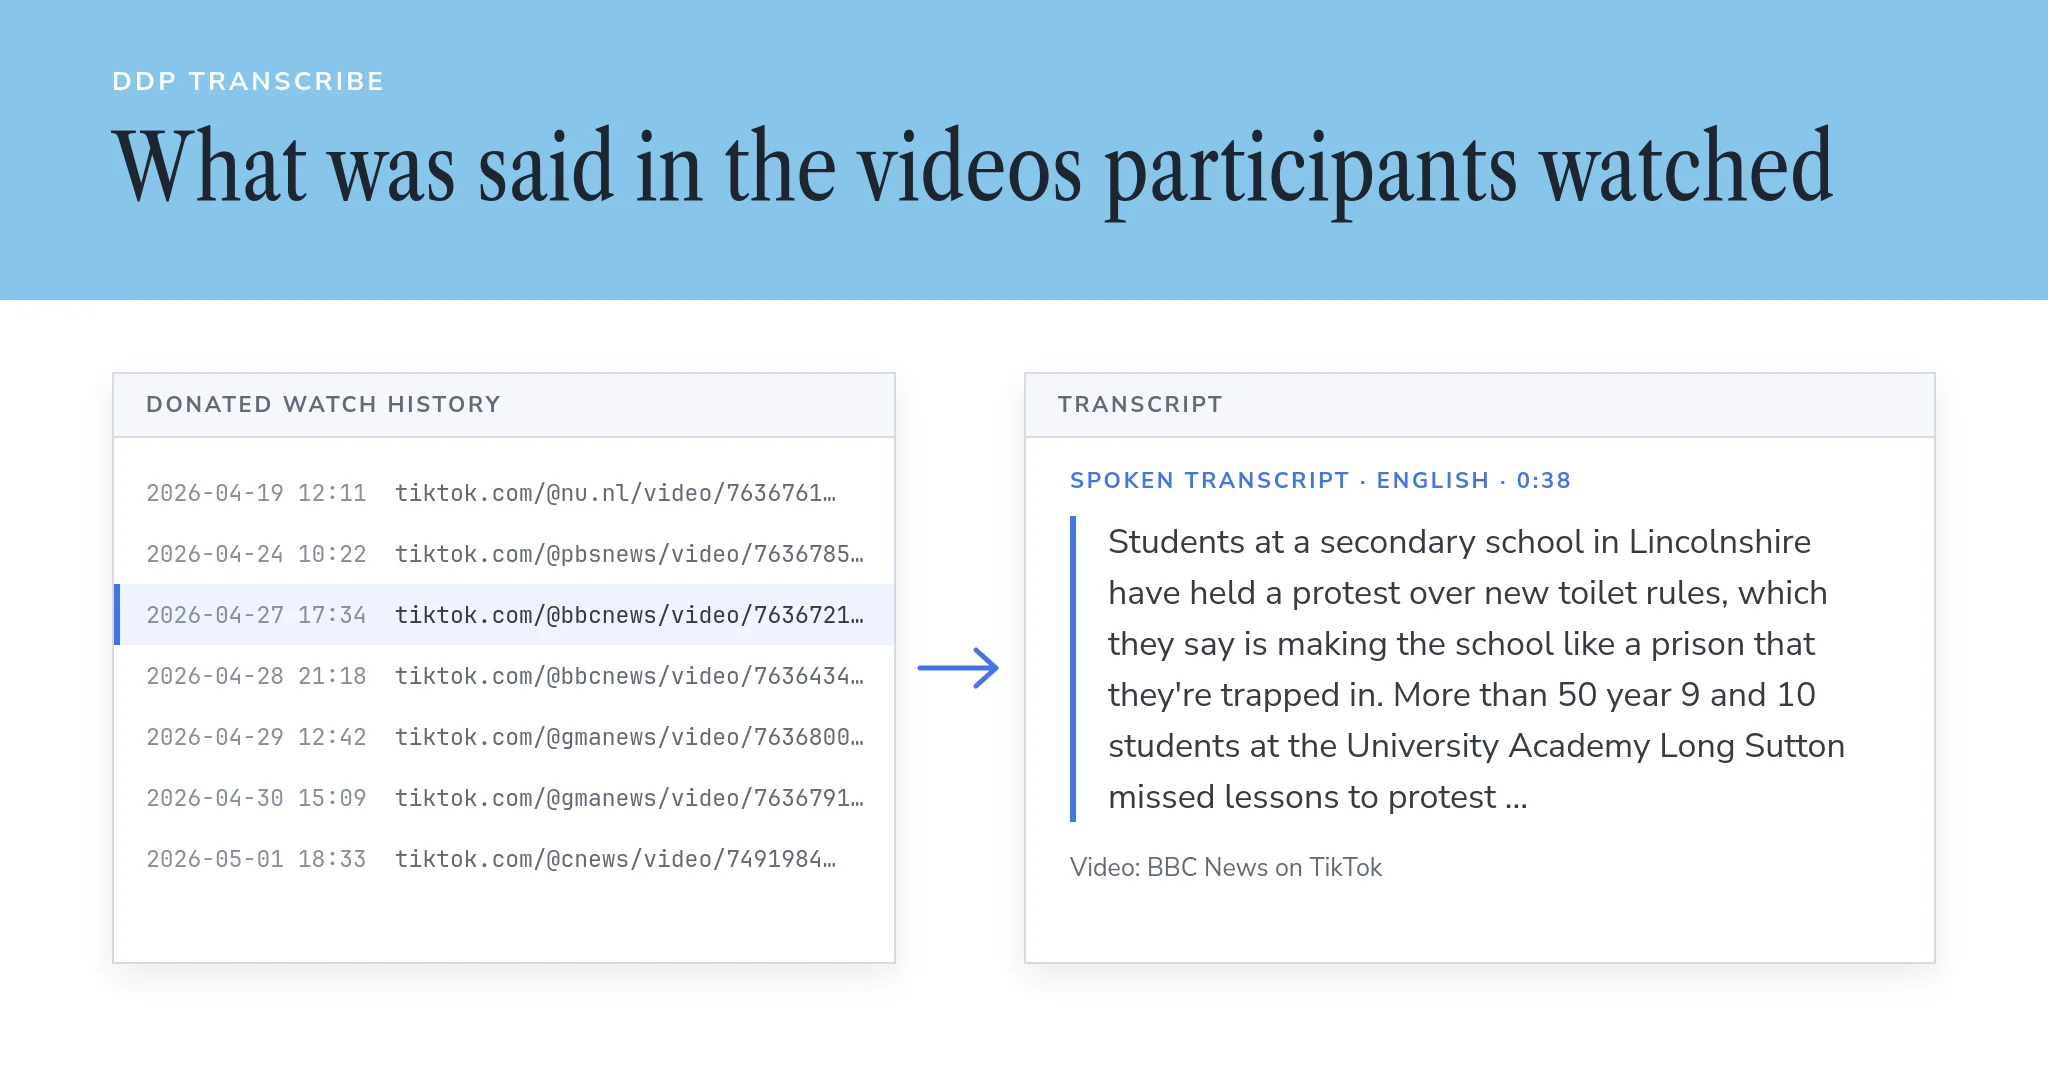 DDP TRANSCRIBE
What was said in the videos participants watched
DONATED WATCH HISTORY
2026-04-19 12:11 tiktok.com/@nu.nl/video/7636761…
2026-04-24 10:22 tiktok.com/@pbsnews/video/7636785…
2026-04-27 17:34 tiktok.com/@bbcnews/video/7636721…
2026-04-28 21:18 tiktok.com/@bbcnews/video/7636434…
2026-04-29 12:42 tiktok.com/@gmanews/video/7636800…
2026-04-30 15:09 tiktok.com/@gmanews/video/7636791…
2026-05-01 18:33 tiktok.com/@cnews/video/7491984…
TRANSCRIPT
SPOKEN TRANSCRIPT · ENGLISH · 0:38
Students at a secondary school in Lincolnshire
have held a protest over new toilet rules, which
they say is making the school like a prison that
they're trapped in. More than 50 year 9 and 10
students at the University Academy Long Sutton
missed lessons to protest ...
Video: BBC News on TikTok